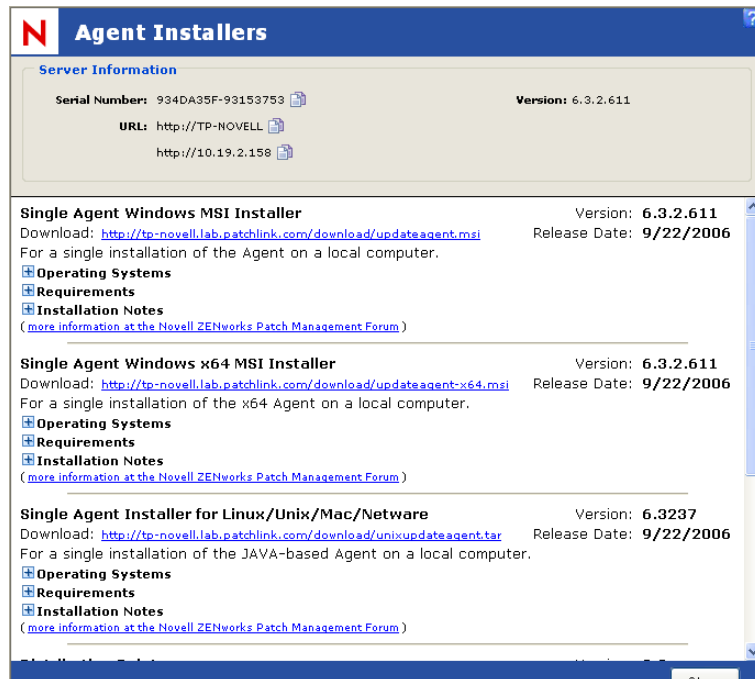 N Agent Installers
?
Server Information
Serial Number: 934DA35F-93153753 Version: 6.3.2.611
URL: http://TP-NOVELL
http://10.19.2.158
Single Agent Windows MSI Installer Version: 6.3.2.611
Download: http://tp-novell.lab.patchlink.com/download/updateagent.msi Release Date: 9/22/2006
For a single installation of the Agent on a local computer.
Operating Systems
Requirements
Installation Notes
( more information at the Novell ZENworks Patch Management Forum )
Single Agent Windows x64 MSI Installer Version: 6.3.2.611
Download: http://tp-novell.lab.patchlink.com/download/updateagent-x64.msi Release Date: 9/22/2006
For a single installation of the x64 Agent on a local computer.
Operating Systems
Requirements
Installation Notes
( more information at the Novell ZENworks Patch Management Forum )
Single Agent Installer for Linux/Unix/Mac/Netware Version: 6.3237
Download: http://tp-novell.lab.patchlink.com/download/unixupdateagent.tar Release Date: 9/22/2006
For a single installation of the JAVA-based Agent on a local computer.
Operating Systems
Requirements
Installation Notes
( more information at the Novell ZENworks Patch Management Forum )